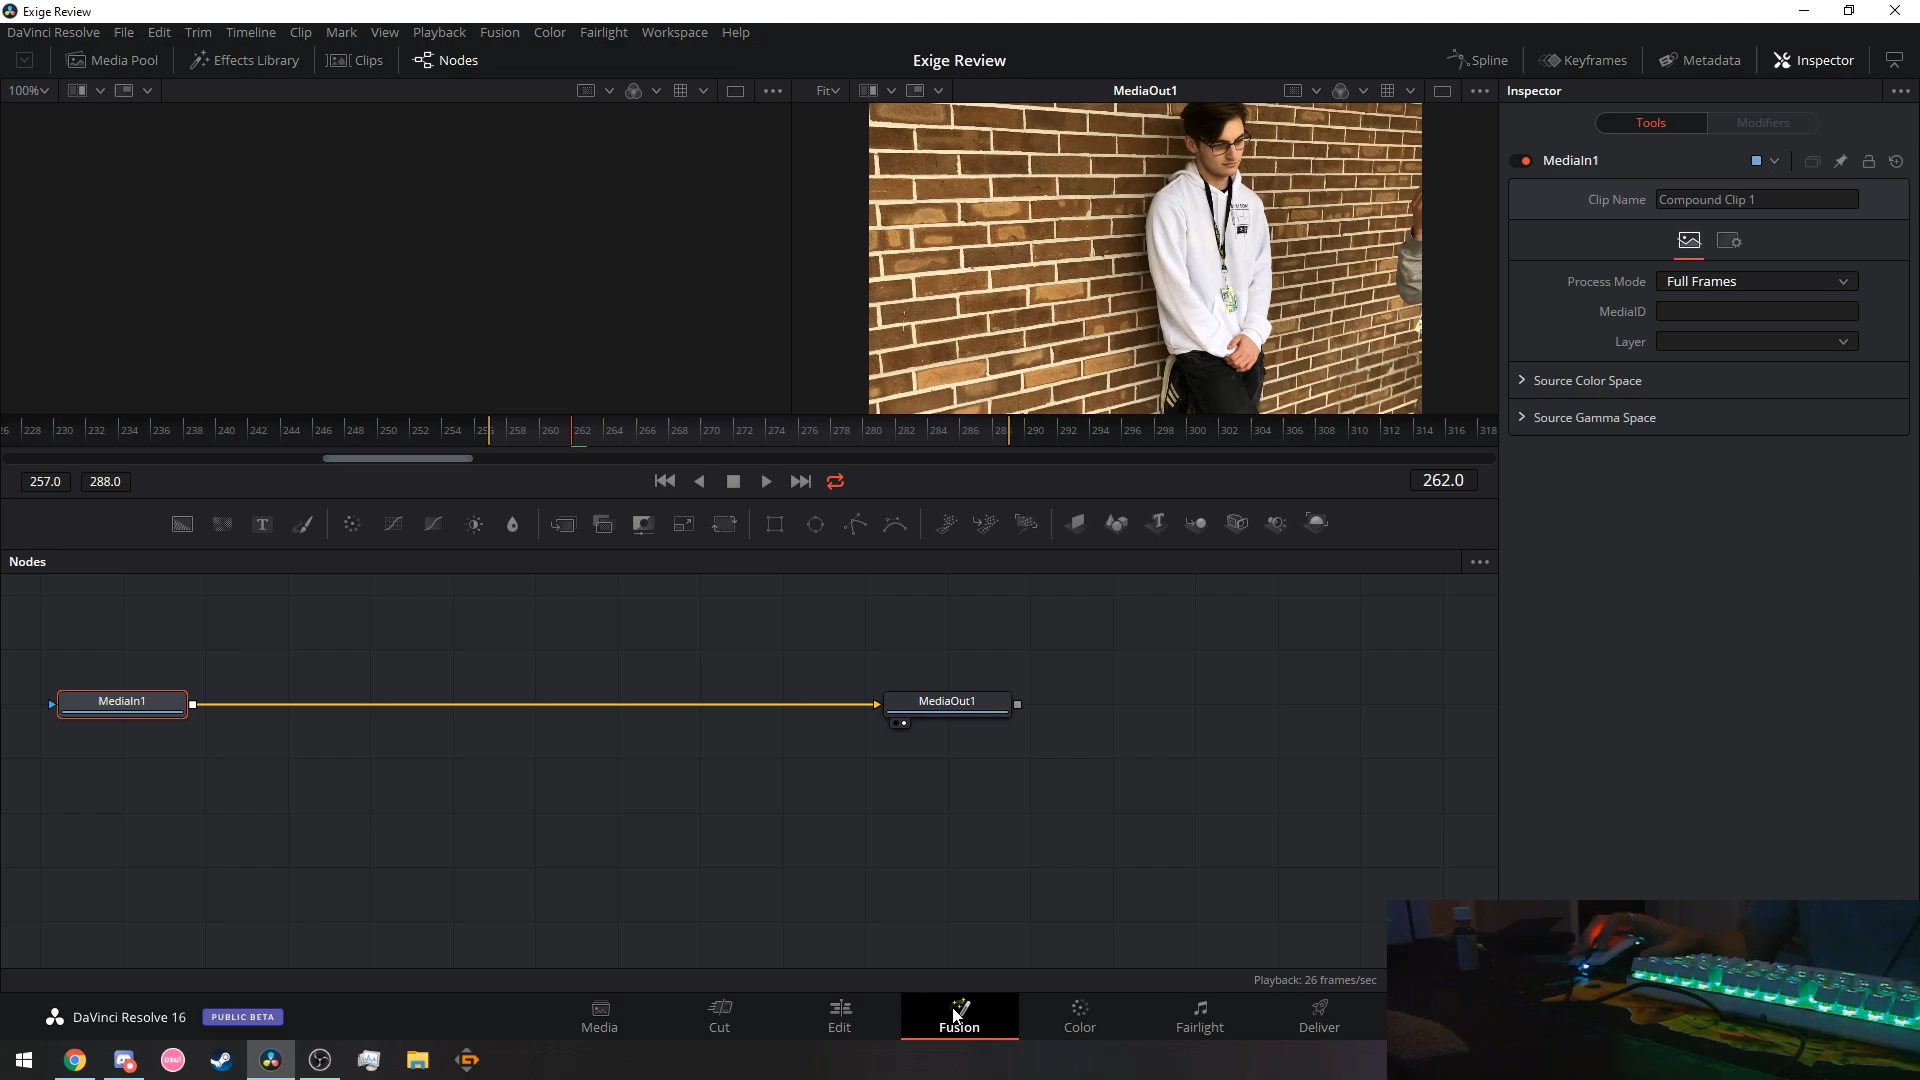 Exige Review
DaVinci Resolve File Edit Trim Timeline Clip Mark View Playback Fusion Color Fairlight Workspace Help
Media Pool Effects Library Clips Nodes Exige Review Spline Keyframes Metadata Inspector
100% Fit MediaOut1 Inspector
Tools Modifiers
MediaIn1
Clip Name Compound Clip 1
Process Mode Full Frames
MediaID
Layer
Source Color Space
Source Gamma Space
228 230 232 234 236 238 240 242 244 246 248 250 252 254 258 260 262 264 266 268 270 272 274 276 278 280 282 284 286 290 292 294 296 298 300 302 304 306 308 310 312 314 316 318
257.0 288.0 262.0
T
Nodes
MediaIn1 MediaOut1
Playback: 26 frames/sec
DaVinci Resolve 16 PUBLIC BETA Media Cut Edit Fusion Color Fairlight Deliver
osu!